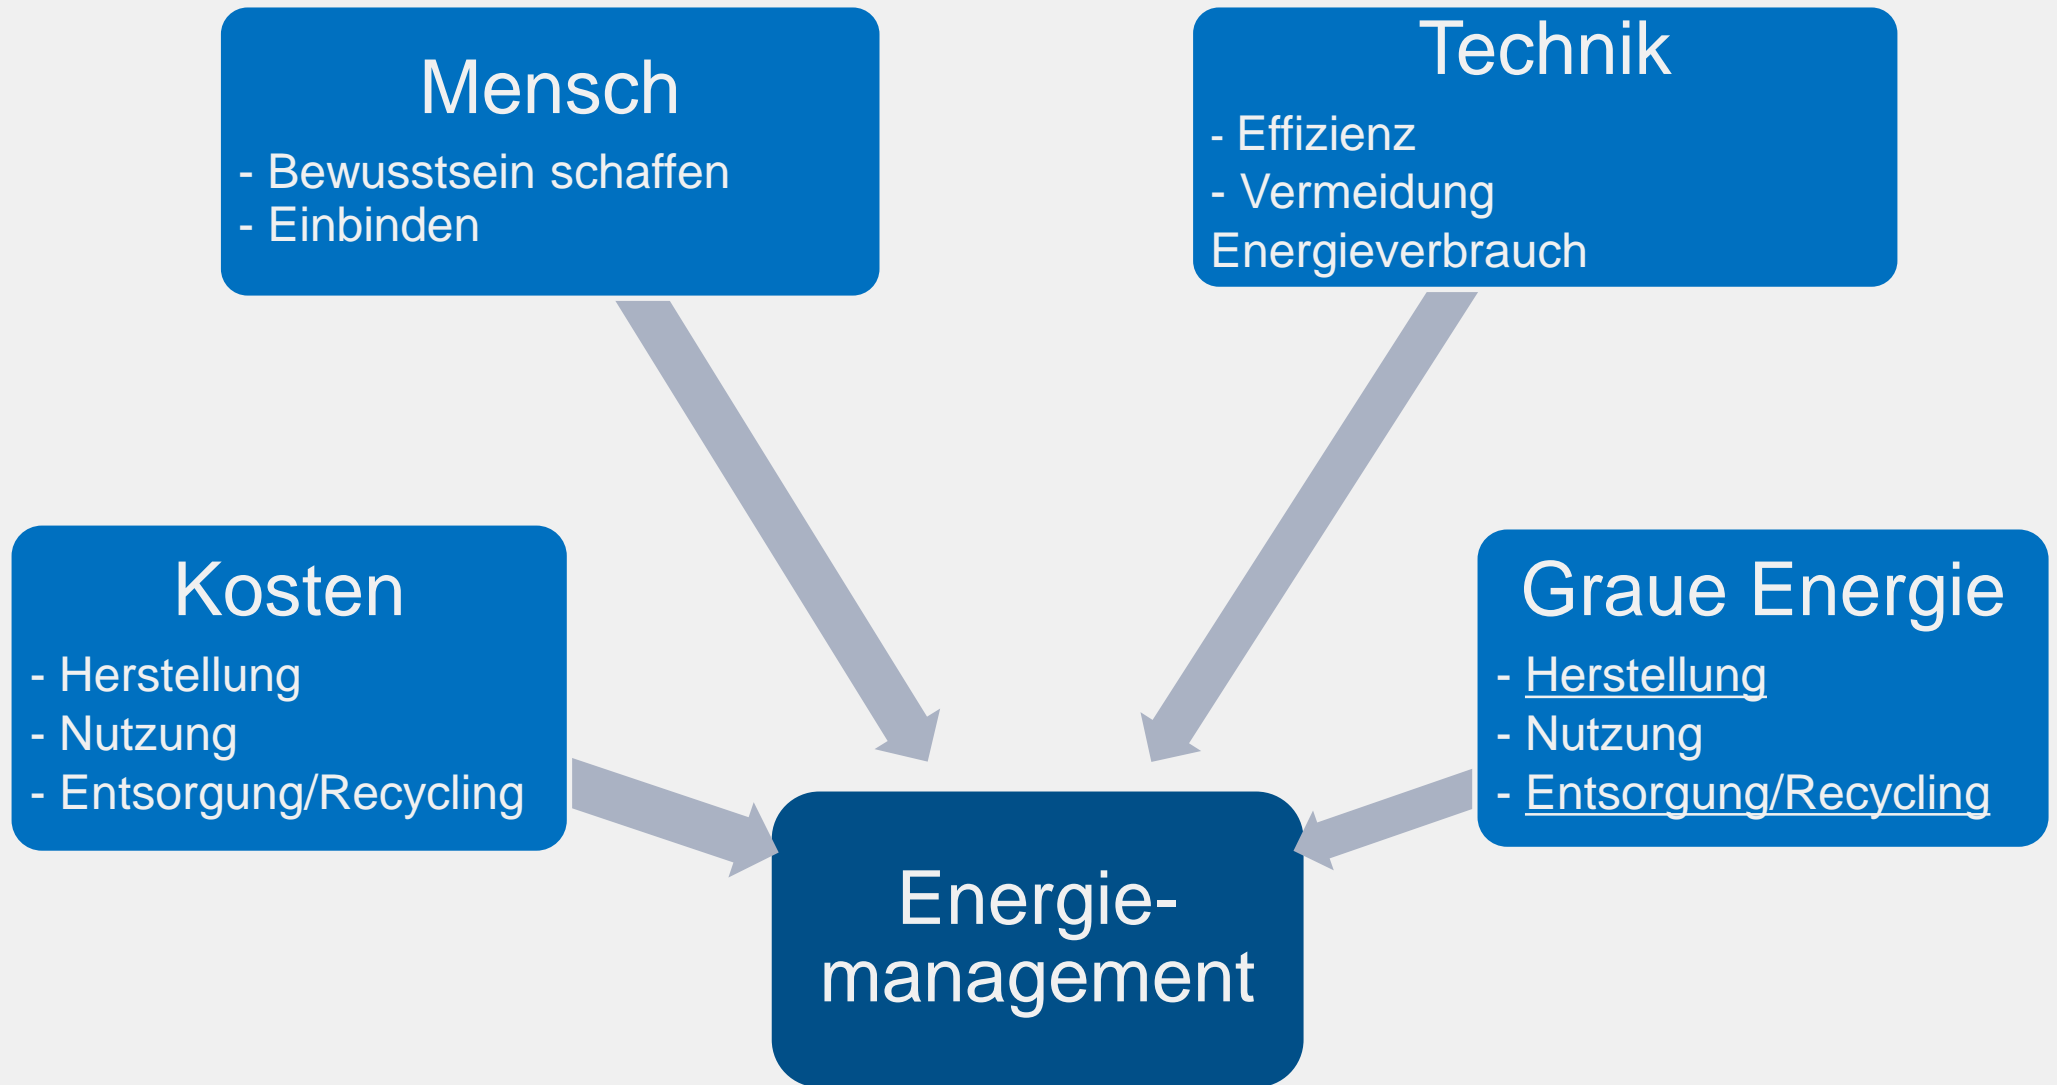 Mensch
- Bewusstsein schaffen
- Einbinden
Technik
- Effizienz
- Vermeidung
Energieverbrauch
Kosten
- Herstellung
- Nutzung
- Entsorgung/Recycling
Graue Energie
- Herstellung
- Nutzung
- Entsorgung/Recycling
Energie-
management